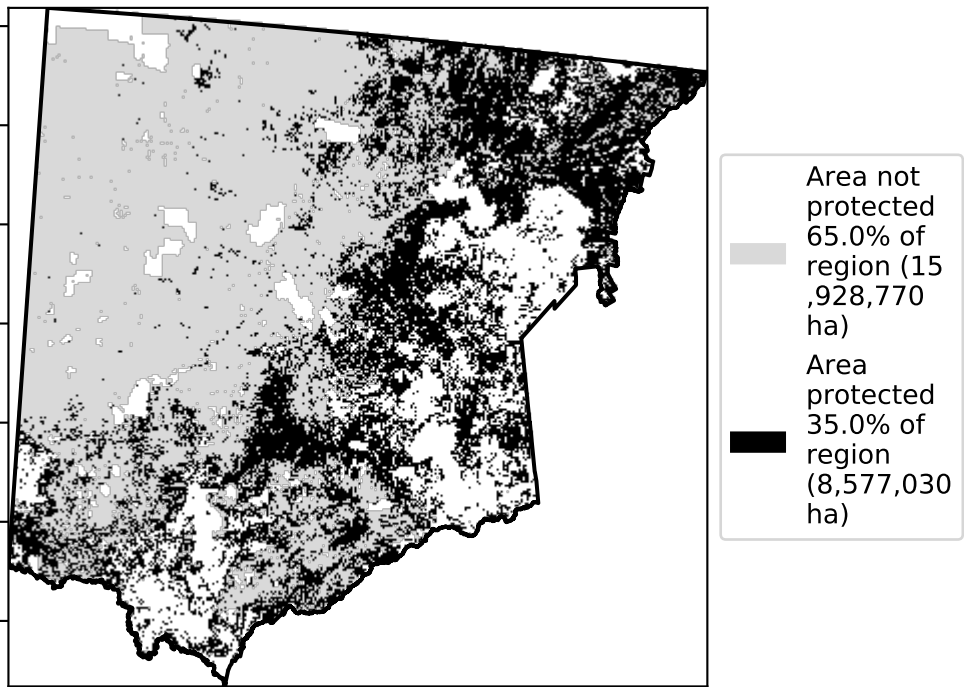 Area not
protected
65.0% of
region (15
,928,770
ha)
Area
protected
35.0% of
region
(8,577,030
ha)